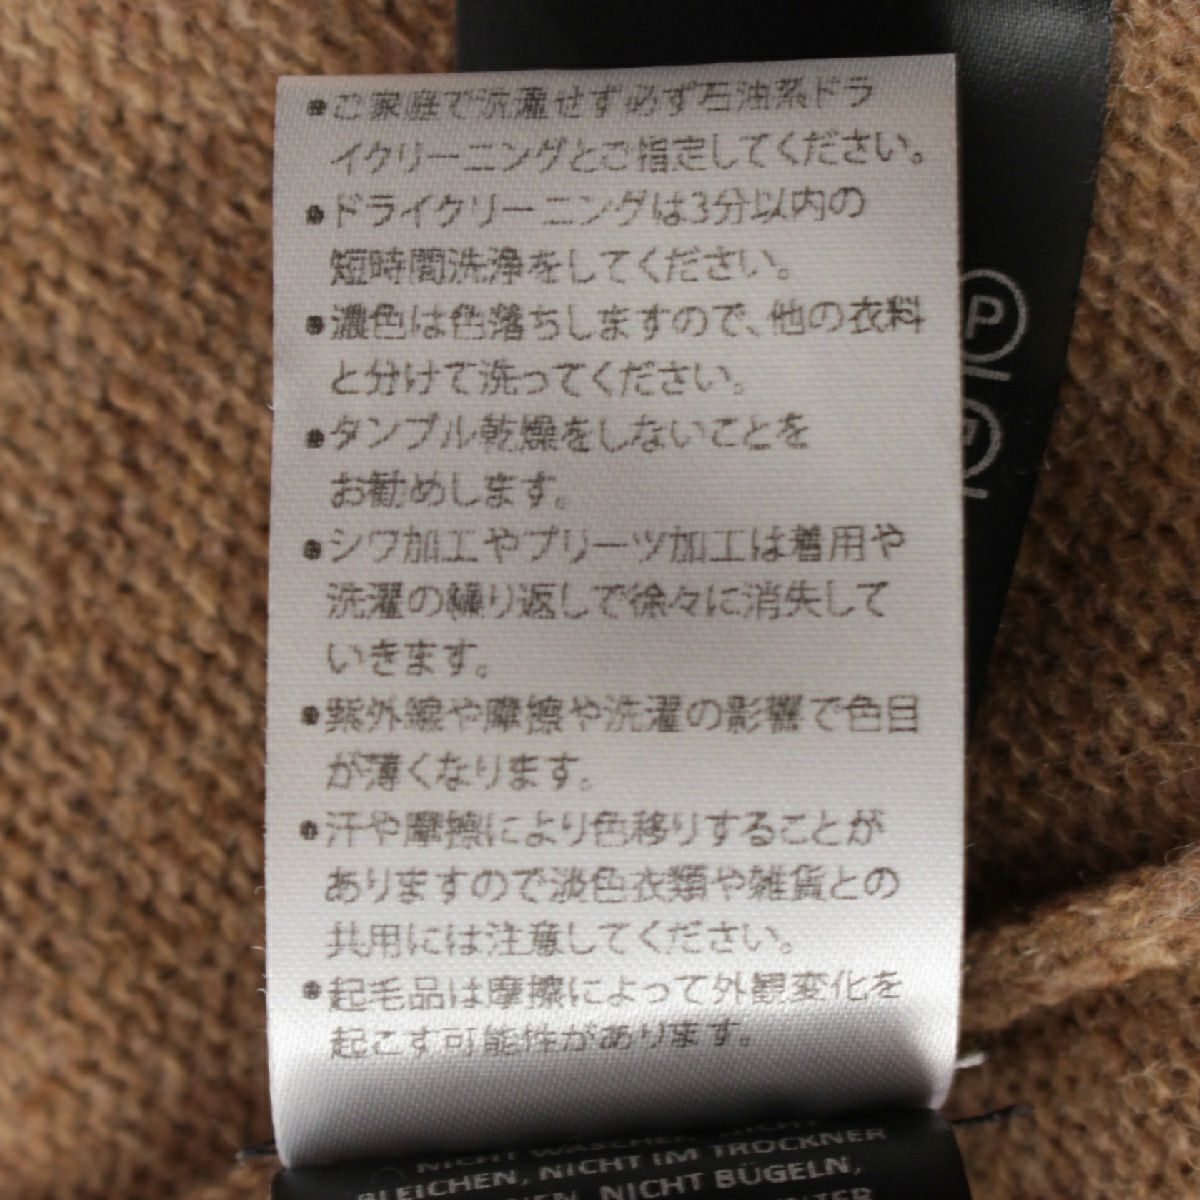 ●ご家庭で洗濯せず必ず石油系ドラ
イクリーニングとご指定してください。
●ドライクリーニングは3分以内の
短時間洗浄をしてください。
●濃色は色落ちしますので、他の衣料
と分けて洗ってください。
●タンブル乾燥をしないことを
お勧めします。
●シワ加工やプリーツ加工は着用や
洗濯の繰り返しで徐々に消失して
いきます。
●紫外線や摩擦や洗濯の影響で色目
が薄くなります。
●汗や摩擦により色移りすることが
ありますので淡色衣類や雑貨との
共用には注意してください。
●起毛品は摩擦によって外観変化を
起こす可能性があります。
P
NICHT WASCHEN, NICHT
BLEICHEN, NICHT IM TROCKNER
NICHT BÜGELN,